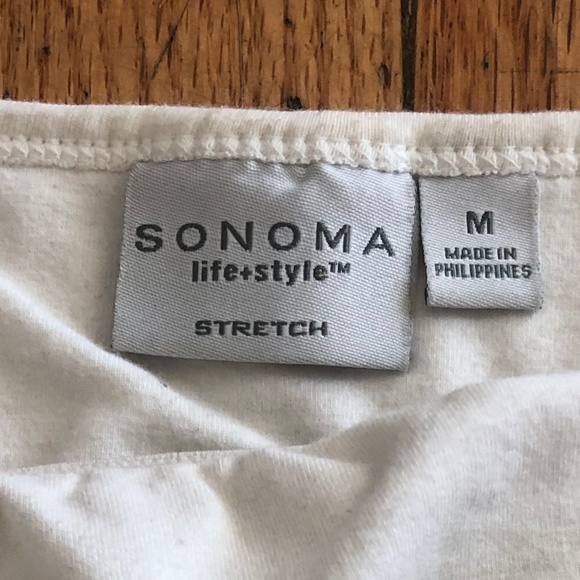 SONOMA
life+style™
STRETCH
M
MADE IN
PHILIPPINES